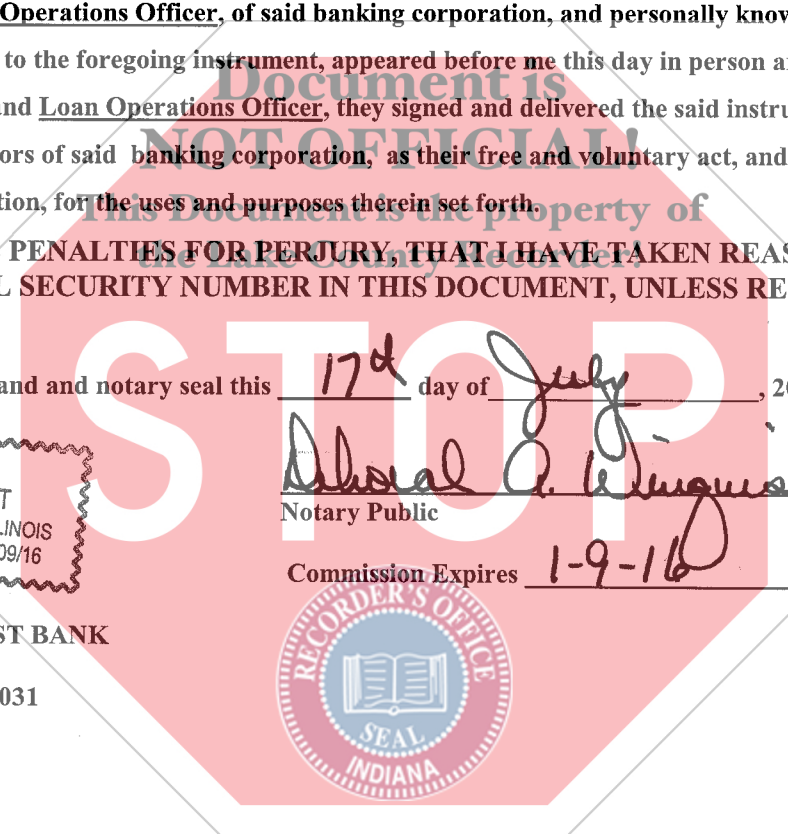 Operations Officer, of said banking corporation, and personally know
to the foregoing instrument, appeared before me this day in person a
Document is
nd Loan Operations Officer, they signed and delivered the said instru
NOT OFFICIAL!
ors of said banking corporation, as their free and voluntary act, and
tion, for the uses and purposes therein set forth.
This Document is the property of
PENALTIES FOR PERJURY, THAT I HAVE TAKEN REAS
the Lake County Recorder!
L SECURITY NUMBER IN THIS DOCUMENT, UNLESS RE
STOP
and and notary seal this 17th day of July, 20
Deborah A.
T
LINOIS
09/16
Notary Public
Commission Expires 1-9-16
ST BANK
031
RECORDER'S OFFICE
SEAL
INDIANA